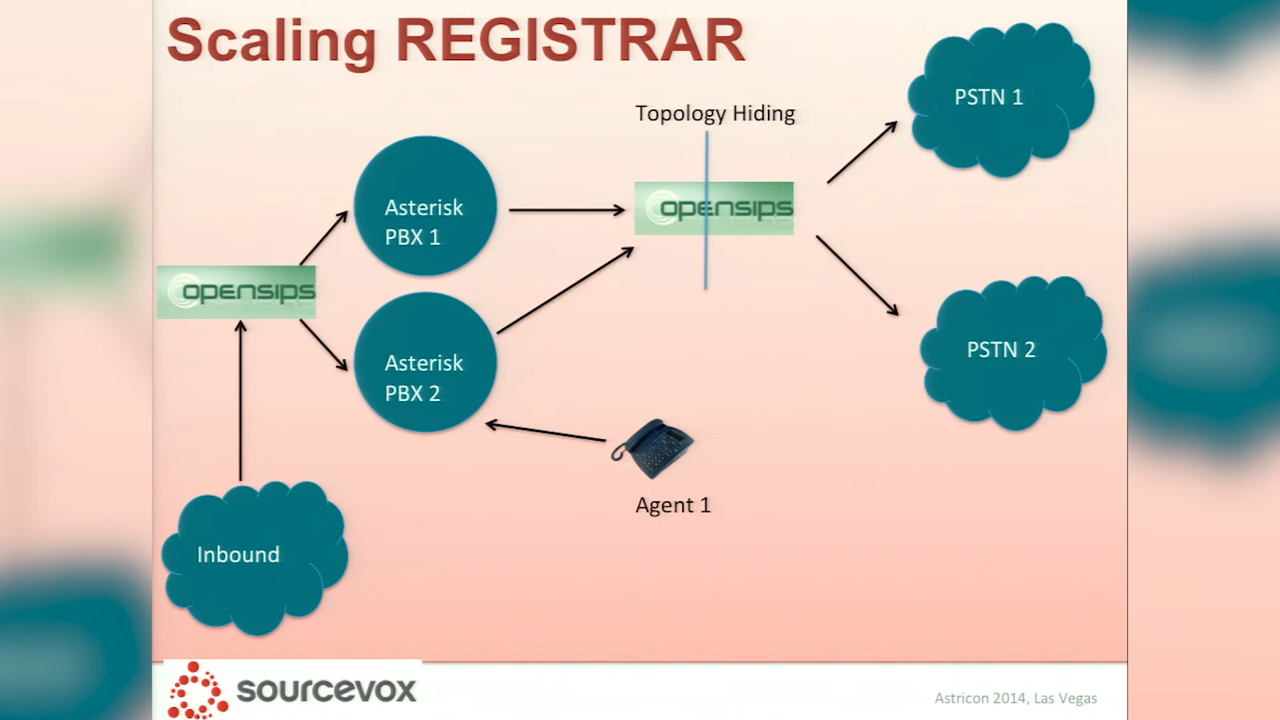 Scaling REGISTRAR
PSTN 1
Topology Hiding
Asterisk
PBX 1
opensips
opensips
Asterisk
PBX 2
PSTN 2
Agent 1
Inbound
sourcevox
Astricon 2014, Las Vegas